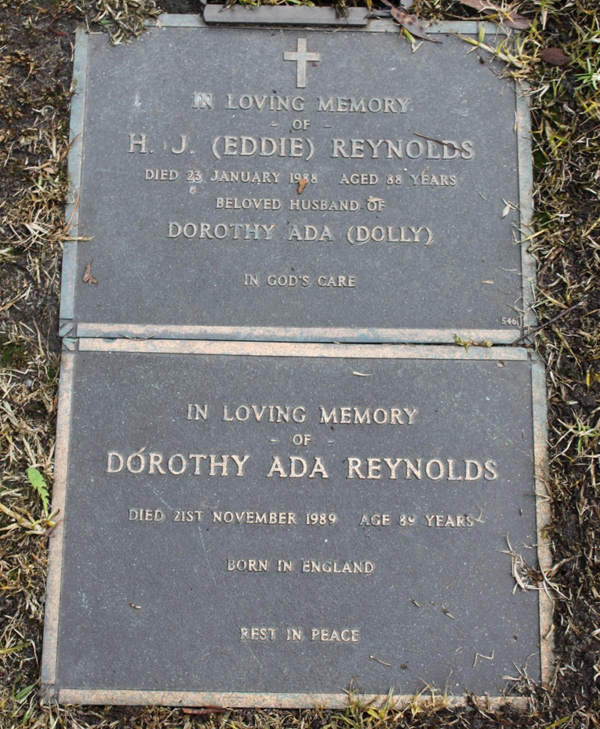 IN LOVING MEMORY
- OF -
H. J. (EDDIE) REYNOLDS
DIED 23 JANUARY 1988 AGED 88 YEARS
BELOVED HUSBAND OF
DOROTHY ADA (DOLLY)
IN GOD'S CARE
546
IN LOVING MEMORY
- OF -
DOROTHY ADA REYNOLDS
DIED 21ST NOVEMBER 1989 AGE 89 YEARS
BORN IN ENGLAND
REST IN PEACE